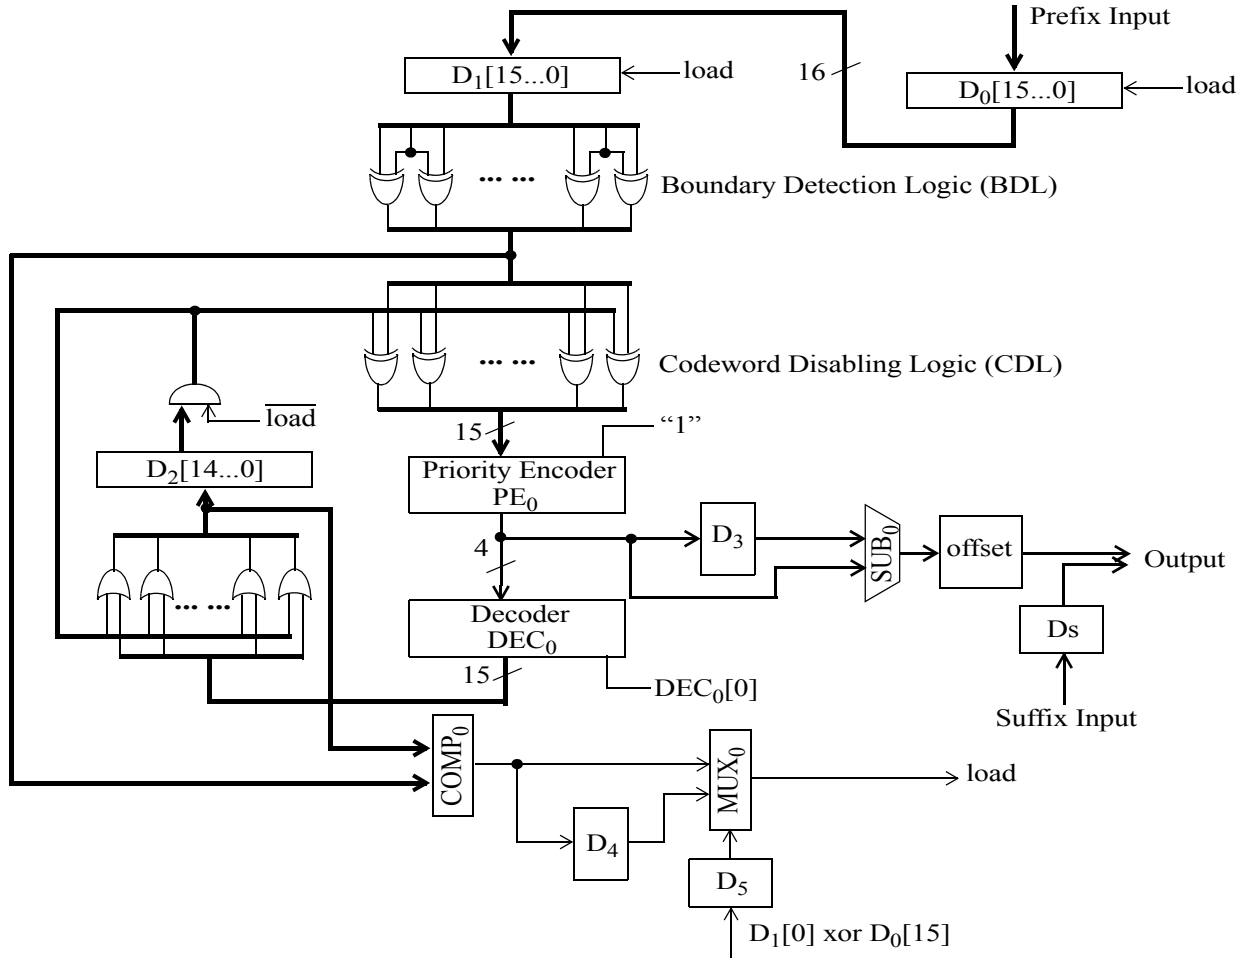 Prefix Input
D₁[15...0]
load
16
D₀[15...0]
load
... ...
Boundary Detection Logic (BDL)
... ...
Codeword Disabling Logic (CDL)
load
15
“1”
D₂[14...0]
Priority Encoder
PE₀
4
D₃
SUB₀
offset
Output
... ...
Decoder
DEC₀
Ds
15
DEC₀[0]
Suffix Input
COMP₀
MUX₀
load
D₄
D₅
D₁[0] xor D₀[15]